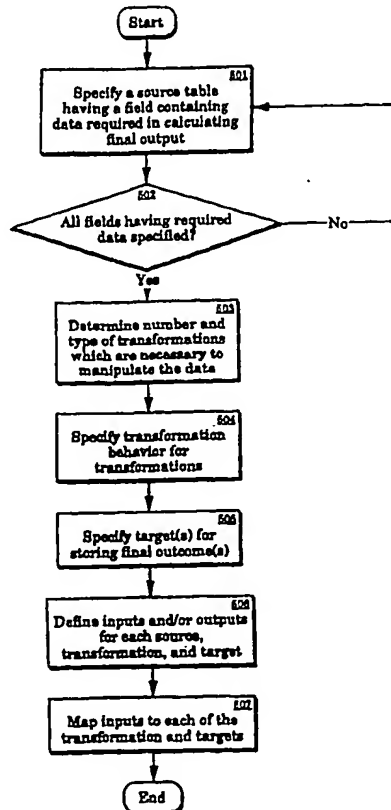 Start
501
Specify a source table
having a field containing
data required in calculating
final output
502
All fields having required
data specified?
No
Yes
503
Determine number and
type of transformations
which are necessary to
manipulate the data
504
Specify transformation
behavior for
transformations
505
Specify target(s) for
storing final outcome(s)
506
Define inputs and/or outputs
for each source,
transformation, and target
507
Map inputs to each of the
transformation and targets
End